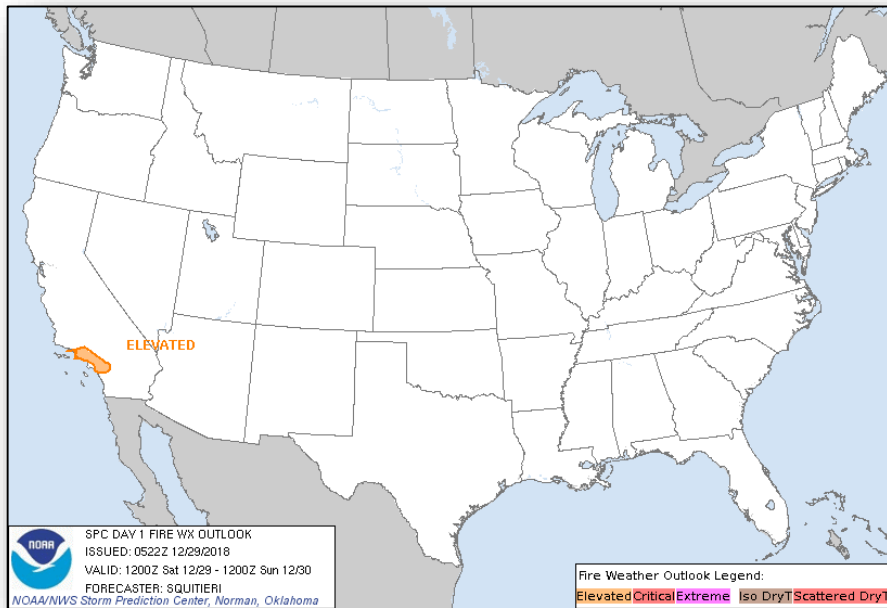 ELEVATED
SPC DAY 1 FIRE WX OUTLOOK
ISSUED: 0522Z 12/29/2018
VALID: 1200Z Sat 12/29 - 1200Z Sun 12/30
FORECASTER: SQUITIERI
NOAA
NOAA/NWS Storm Prediction Center, Norman, Oklahoma
Fire Weather Outlook Legend:
Elevated Critical Extreme Iso DryT Scattered DryT